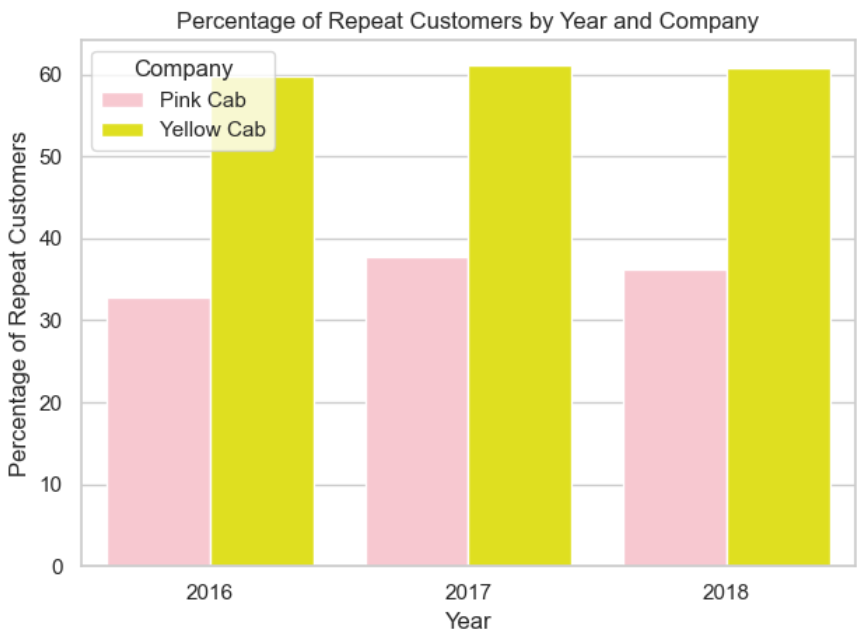 Percentage of Repeat Customers by Year and Company
Company
Pink Cab
Yellow Cab
Percentage of Repeat Customers
60
50
40
30
20
10
0
2016 2017 2018
Year